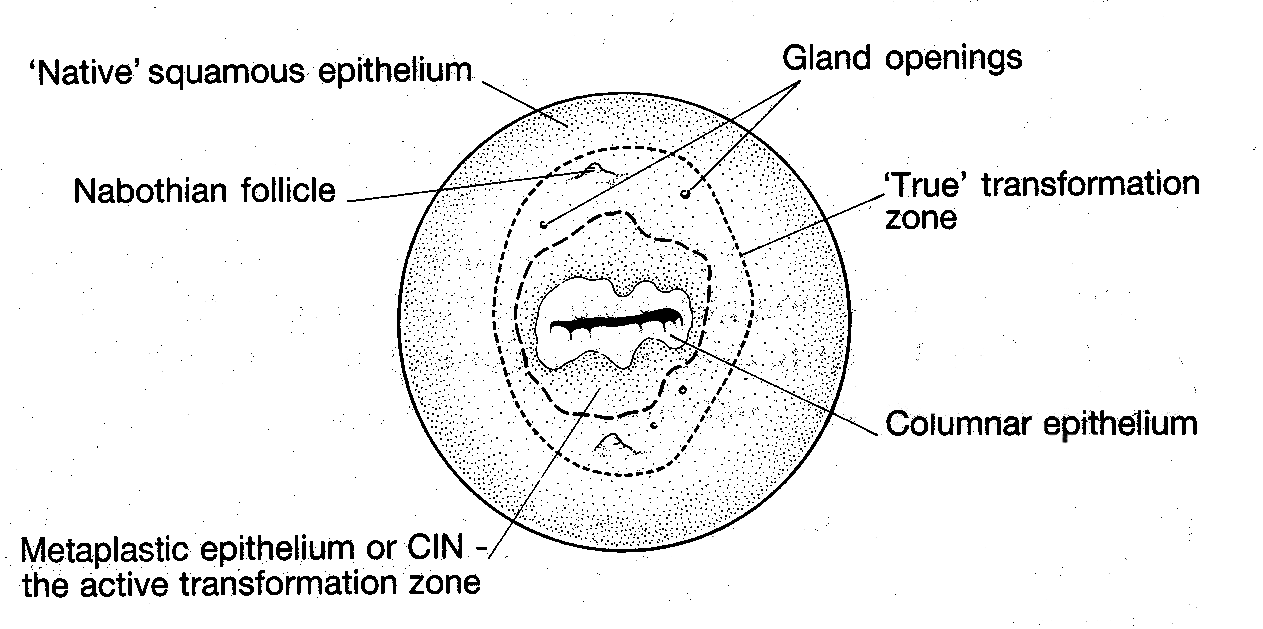 Gland openings
'Native' squamous epithelium
Nabothian follicle
'True' transformation
zone
Columnar epithelium
Metaplastic epithelium or CIN -
the active transformation zone